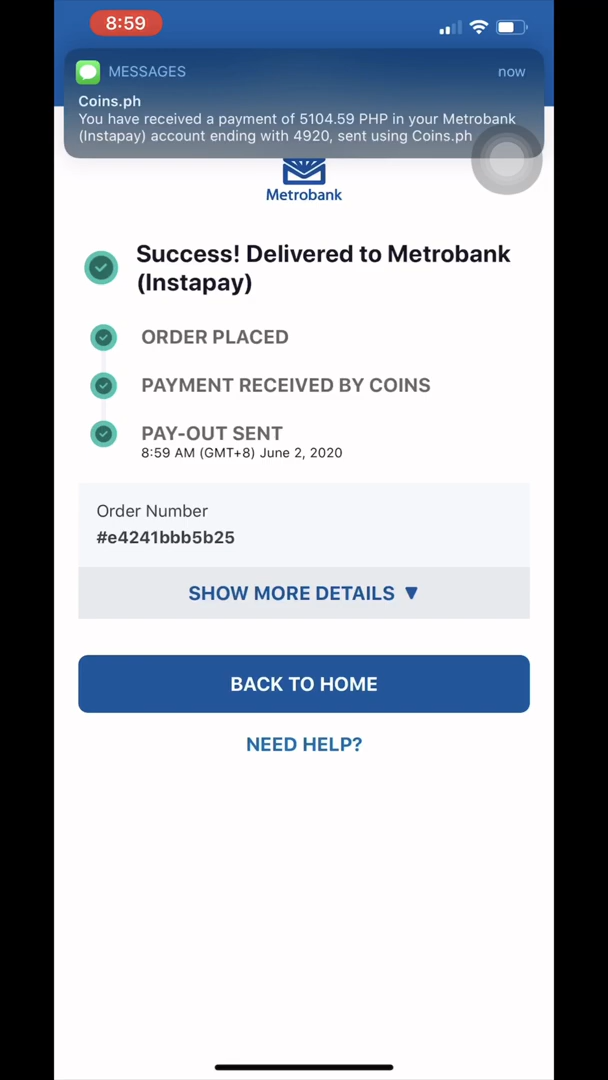 8:59
MESSAGES
now
Coins.ph
You have received a payment of 5104.59 PHP in your Metrobank
(Instapay) account ending with 4920, sent using Coins.ph
Metrobank
Success! Delivered to Metrobank
(Instapay)
ORDER PLACED
PAYMENT RECEIVED BY COINS
PAY-OUT SENT
8:59 AM (GMT+8) June 2, 2020
Order Number
#e4241bbb5b25
SHOW MORE DETAILS ▼
BACK TO HOME
NEED HELP?